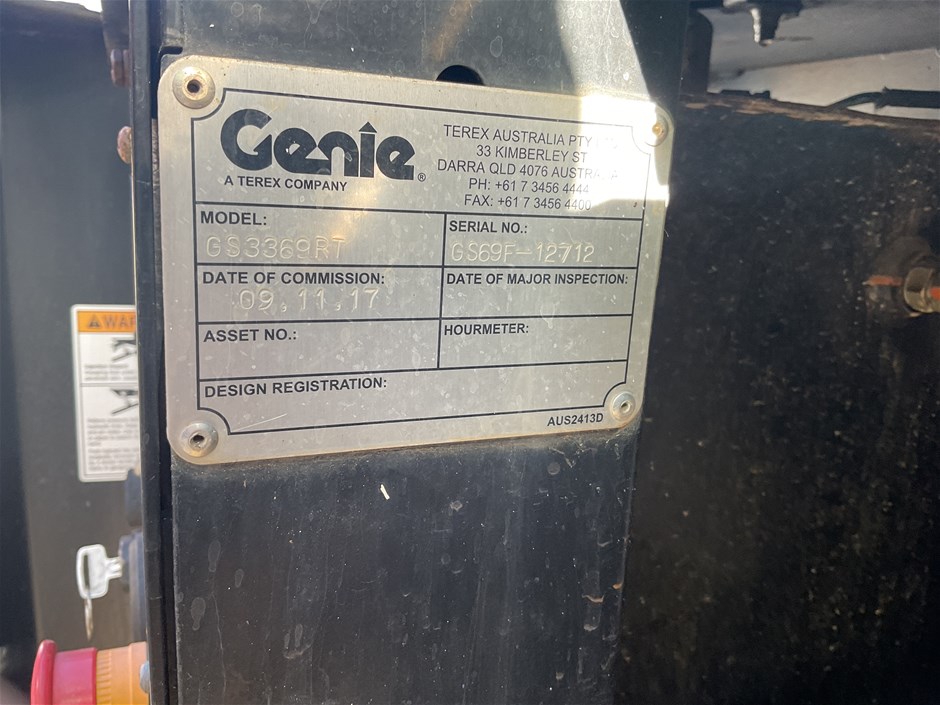 Genie®
A TEREX COMPANY
TEREX AUSTRALIA PTY
33 KIMBERLEY ST
DARRA QLD 4076 AUSTRALIA
PH: +61 7 3456 4444
FAX: +61 7 3456 4400
MODEL:
GS3369RT
SERIAL NO.:
GS69F-12712
DATE OF COMMISSION:
09.11.17
DATE OF MAJOR INSPECTION:
ASSET NO.:
HOURMETER:
DESIGN REGISTRATION:
AUS2413D